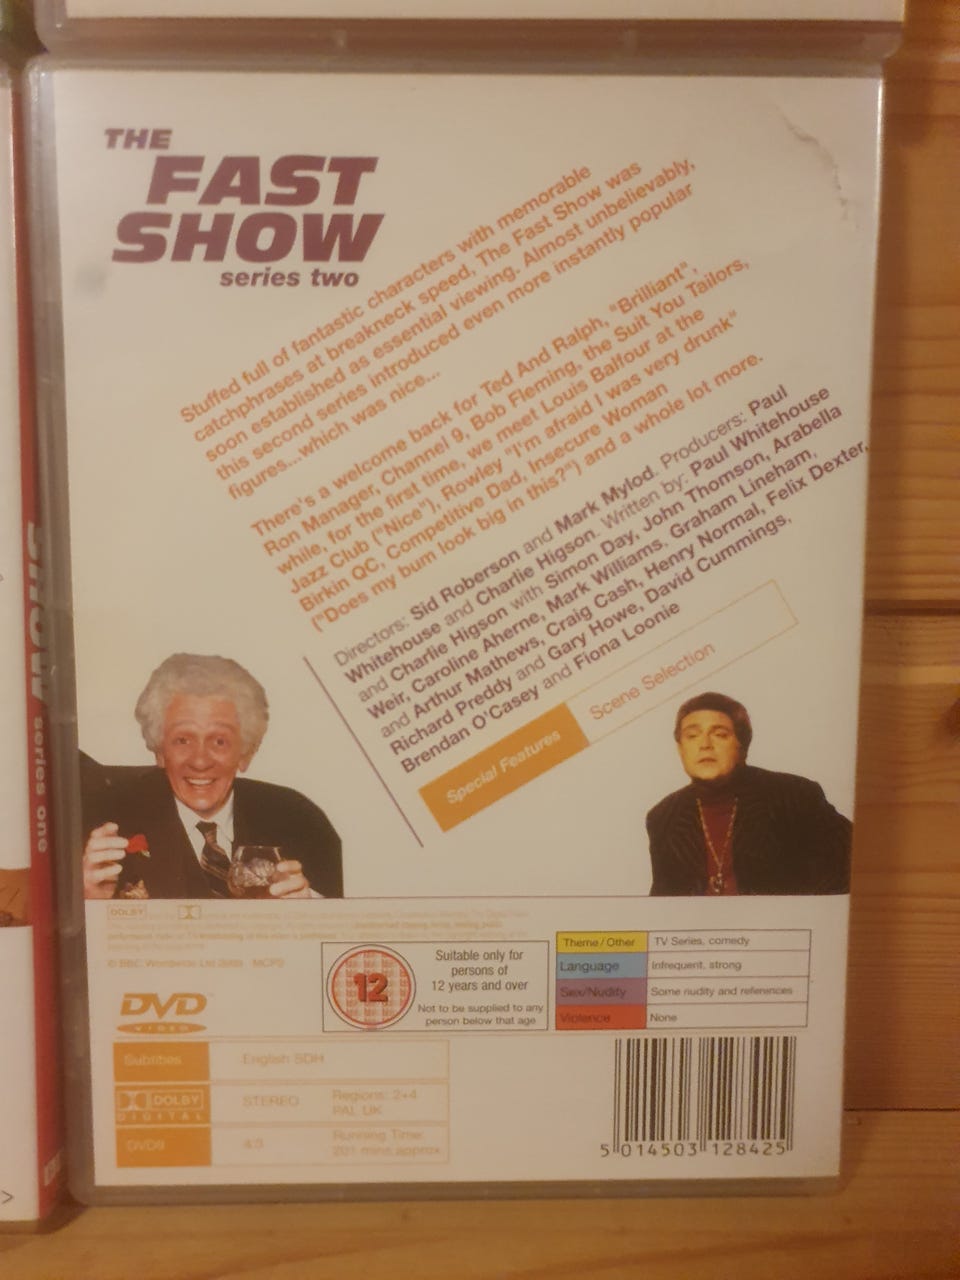 THE
FAST
SHOW
series two
Stuffed full of fantastic characters with memorable
catchphrases at breakneck speed, The Fast Show was
soon established as essential viewing. Almost unbelievably,
this second series introduced even more instantly popular
figures...which was nice...
There's a welcome back for Ted And Ralph, "Brilliant",
Ron Manager, Channel 9, Bob Fleming, the Suit You Tailors,
while, for the first time, we meet Louis Balfour at the
Jazz Club ("Nice"), Rowley "I'm afraid I was very drunk"
Birkin QC, Competitive Dad, Insecure Woman
("Does my bum look big in this?") and a whole lot more.
Directors: Sid Roberson and Mark Mylod. Producers: Paul
Whitehouse and Charlie Higson. Written by: Paul Whitehouse
and Charlie Higson with Simon Day, John Thomson, Arabella
Weir, Caroline Aherne, Mark Williams, Graham Lineham,
and Arthur Mathews, Craig Cash, Henry Normal, Felix Dexter,
Richard Preddy and Gary Howe, David Cummings,
Brendan O'Casey and Fiona Loonie
Special Features
Scene Selection
SHOW series one
DOLBY
© BBC Worldwide Ltd MCPS
12
Suitable only for
persons of
12 years and over
Not to be supplied to any
person below that age
Theme / Other TV Series, comedy
Language Infrequent, strong
Sex/Nudity Some nudity and references
Violence None
DVD
VIDEO
Subtitles English SDH
DOLBY
DIGITAL
STEREO
Regions: 2+4
PAL UK
DVD9 4:3
Running Time:
201 mins approx
5 014503 128425
>